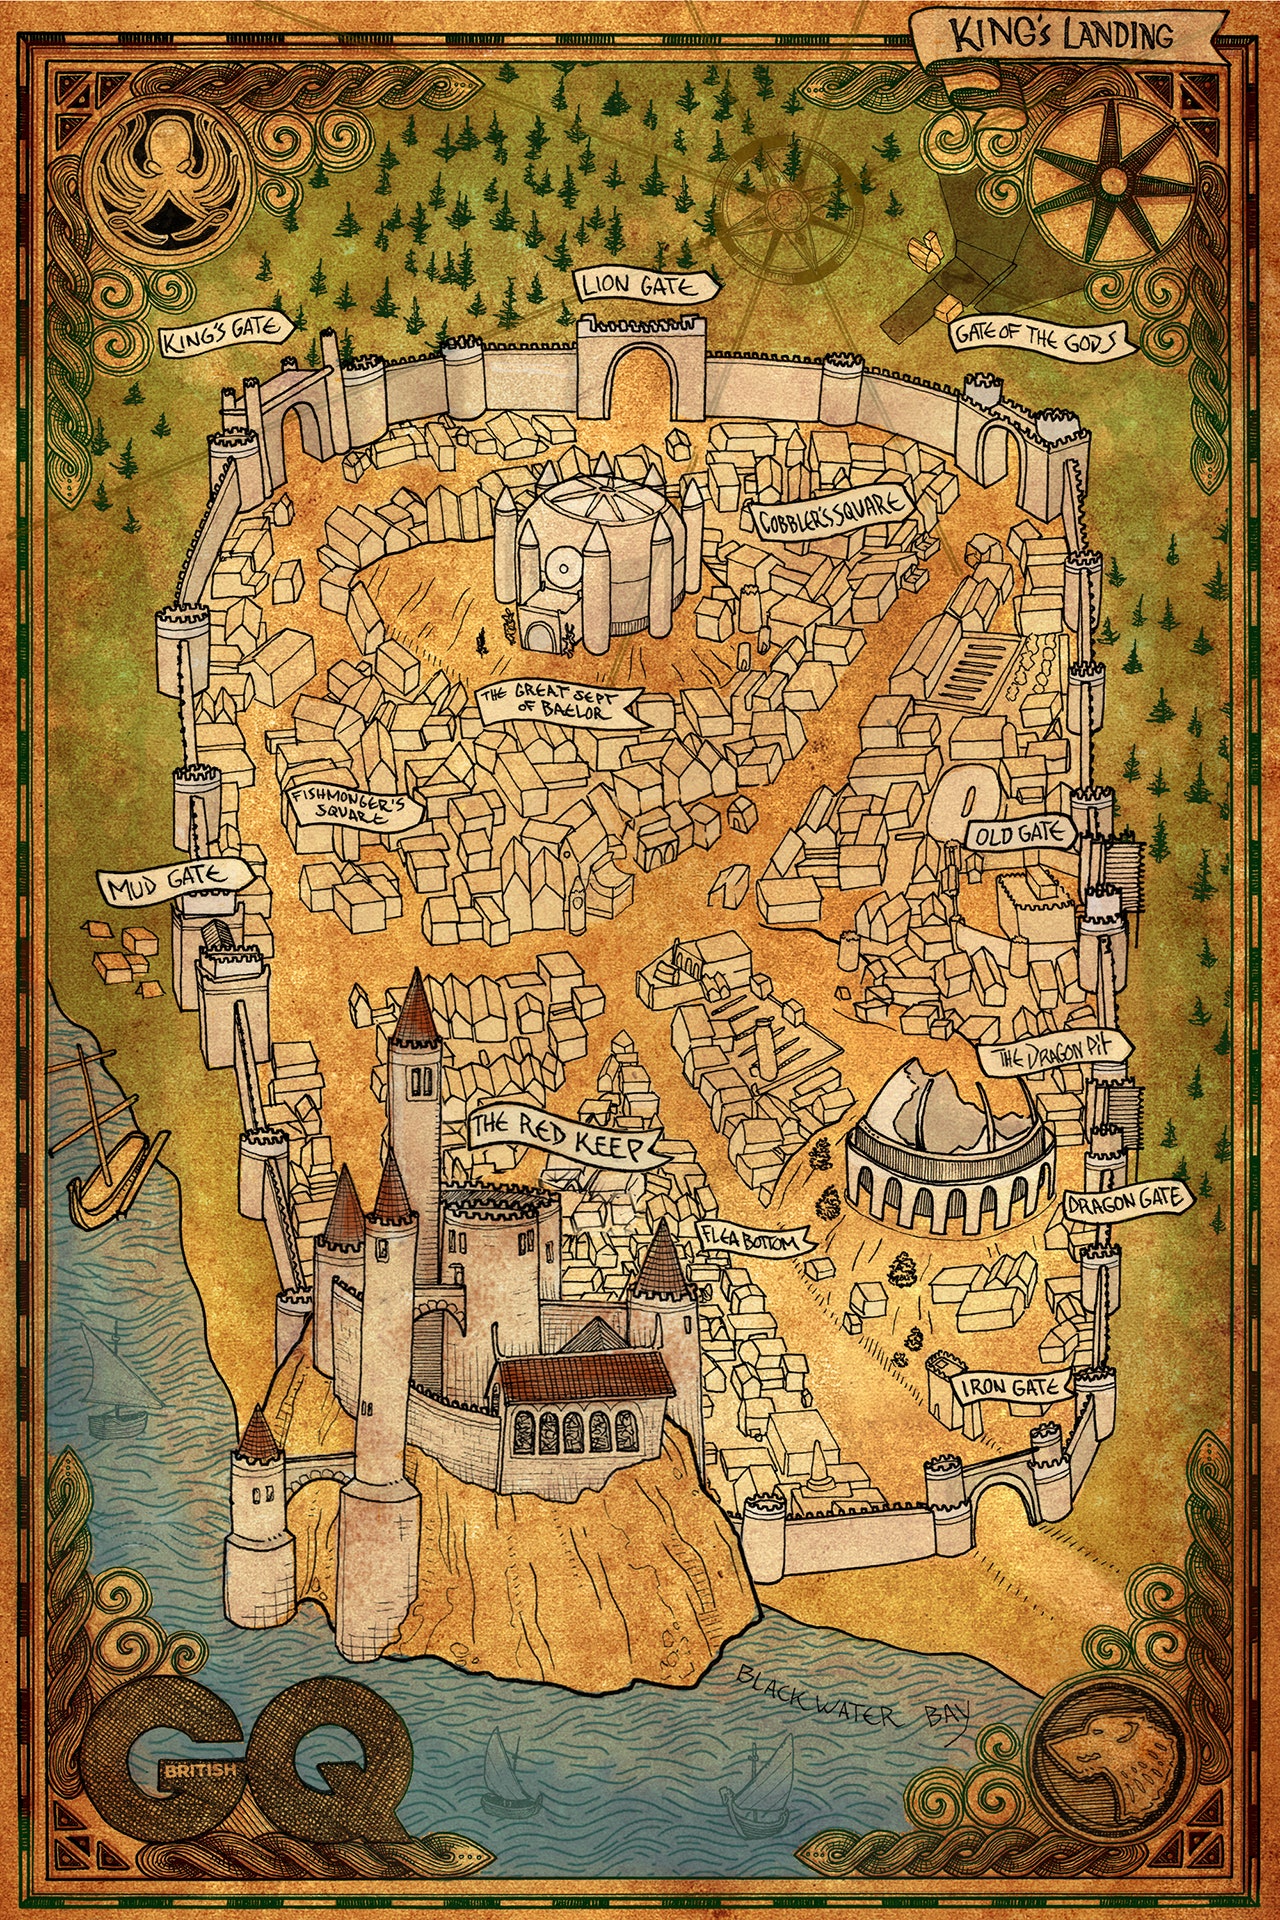 KING'S LANDING
LION GATE
KING'S GATE
GATE OF THE GODS
COBBLER'S SQUARE
THE GREAT SEPT
OF BAELOR
FISHMONGER'S
SQUARE
OLD GATE
MUD GATE
THE DRAGON PIT
THE RED KEEP
DRAGON GATE
FLEA BOTTOM
IRON GATE
BLACKWATER BAY
GQ
BRITISH